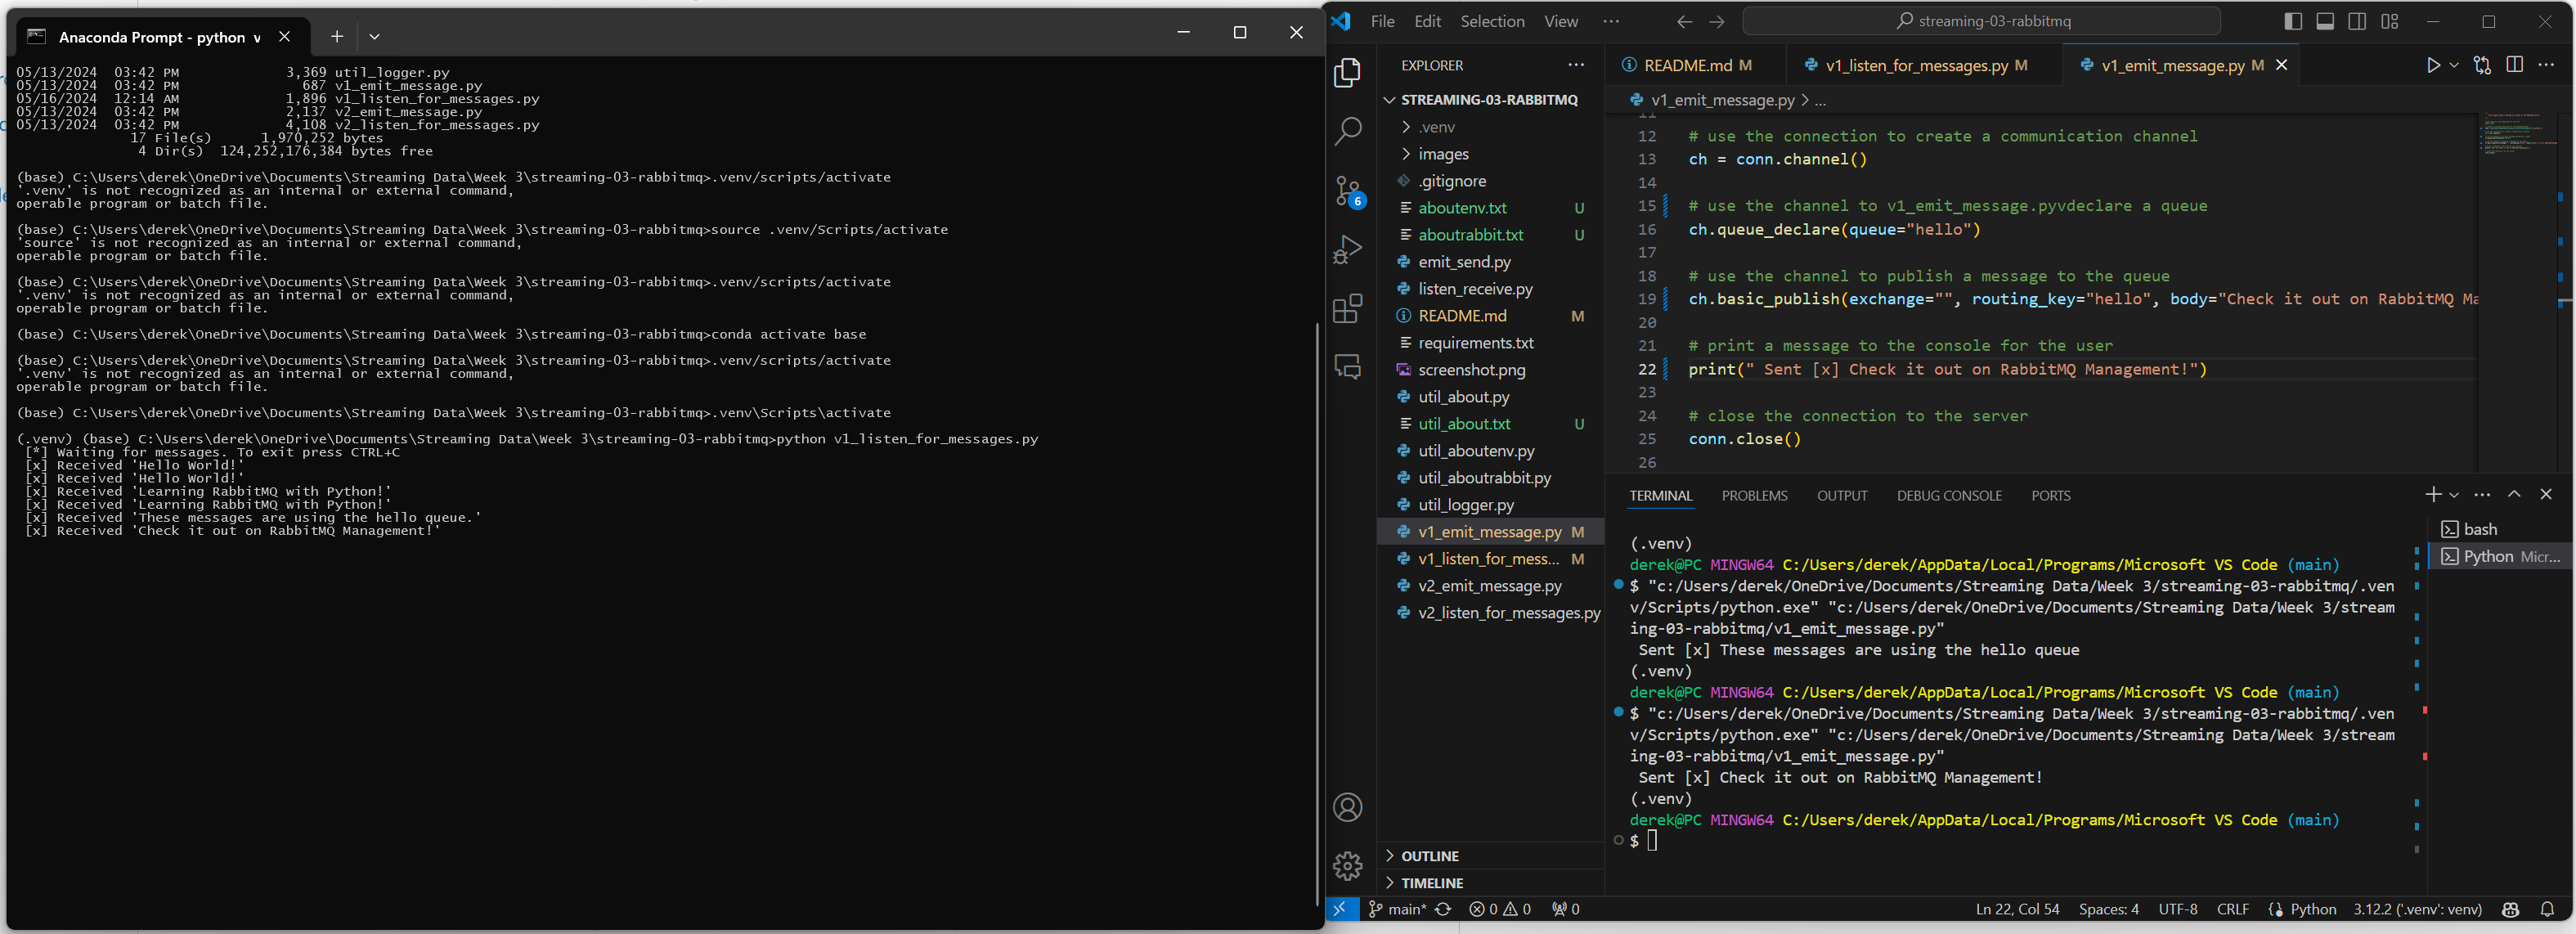 Anaconda Prompt - python v
05/13/2024  03:42 PM             3,369 util_logger.py
05/13/2024  03:42 PM               687 v1_emit_message.py
05/16/2024  12:14 AM             1,896 v1_listen_for_messages.py
05/13/2024  03:42 PM             2,137 v2_emit_message.py
05/13/2024  03:42 PM             4,108 v2_listen_for_messages.py
17 File(s)      1,970,252 bytes
4 Dir(s)  124,252,176,384 bytes free
(base) C:\Users\derek\OneDrive\Documents\Streaming Data\Week 3\streaming-03-rabbitmq>.venv/scripts/activate
'.venv' is not recognized as an internal or external command,
operable program or batch file.
(base) C:\Users\derek\OneDrive\Documents\Streaming Data\Week 3\streaming-03-rabbitmq>source .venv/Scripts/activate
'source' is not recognized as an internal or external command,
operable program or batch file.
(base) C:\Users\derek\OneDrive\Documents\Streaming Data\Week 3\streaming-03-rabbitmq>.venv/scripts/activate
'.venv' is not recognized as an internal or external command,
operable program or batch file.
(base) C:\Users\derek\OneDrive\Documents\Streaming Data\Week 3\streaming-03-rabbitmq>conda activate base
(base) C:\Users\derek\OneDrive\Documents\Streaming Data\Week 3\streaming-03-rabbitmq>.venv/scripts/activate
'.venv' is not recognized as an internal or external command,
operable program or batch file.
(base) C:\Users\derek\OneDrive\Documents\Streaming Data\Week 3\streaming-03-rabbitmq>.venv\Scripts\activate
(.venv) (base) C:\Users\derek\OneDrive\Documents\Streaming Data\Week 3\streaming-03-rabbitmq>python v1_listen_for_messages.py
[*] Waiting for messages. To exit press CTRL+C
[x] Received 'Hello World!'
[x] Received 'Hello World!'
[x] Received 'Learning RabbitMQ with Python!'
[x] Received 'Learning RabbitMQ with Python!'
[x] Received 'These messages are using the hello queue.'
[x] Received 'Check it out on RabbitMQ Management!'
File Edit Selection View ···
streaming-03-rabbitmq
EXPLORER ···
STREAMING-03-RABBITMQ
.venv
images
.gitignore
aboutenv.txt U
aboutrabbit.txt U
emit_send.py
listen_receive.py
README.md M
requirements.txt
screenshot.png
util_about.py
util_about.txt U
util_aboutenv.py
util_aboutrabbit.py
util_logger.py
v1_emit_message.py M
v1_listen_for_mess... M
v2_emit_message.py
v2_listen_for_messages.py
OUTLINE
TIMELINE
6
README.md M
v1_listen_for_messages.py M
v1_emit_message.py M
v1_emit_message.py > ...
11
12 # use the connection to create a communication channel
13 ch = conn.channel()
14
15 # use the channel to v1_emit_message.pyvdeclare a queue
16 ch.queue_declare(queue="hello")
17
18 # use the channel to publish a message to the queue
19 ch.basic_publish(exchange="", routing_key="hello", body="Check it out on RabbitMQ Ma
20
21 # print a message to the console for the user
22 print(" Sent [x] Check it out on RabbitMQ Management!")
23
24 # close the connection to the server
25 conn.close()
26
TERMINAL PROBLEMS OUTPUT DEBUG CONSOLE PORTS
(.venv)
derek@PC MINGW64 C:/Users/derek/AppData/Local/Programs/Microsoft VS Code (main)
$ "c:/Users/derek/OneDrive/Documents/Streaming Data/Week 3/streaming-03-rabbitmq/.ven
v/Scripts/python.exe" "c:/Users/derek/OneDrive/Documents/Streaming Data/Week 3/stream
ing-03-rabbitmq/v1_emit_message.py"
Sent [x] These messages are using the hello queue
(.venv)
derek@PC MINGW64 C:/Users/derek/AppData/Local/Programs/Microsoft VS Code (main)
$ "c:/Users/derek/OneDrive/Documents/Streaming Data/Week 3/streaming-03-rabbitmq/.ven
v/Scripts/python.exe" "c:/Users/derek/OneDrive/Documents/Streaming Data/Week 3/stream
ing-03-rabbitmq/v1_emit_message.py"
Sent [x] Check it out on RabbitMQ Management!
(.venv)
derek@PC MINGW64 C:/Users/derek/AppData/Local/Programs/Microsoft VS Code (main)
$
bash
Python Micr...
main* 0 0 0
Ln 22, Col 54 Spaces: 4 UTF-8 CRLF Python 3.12.2 ('.venv': venv)